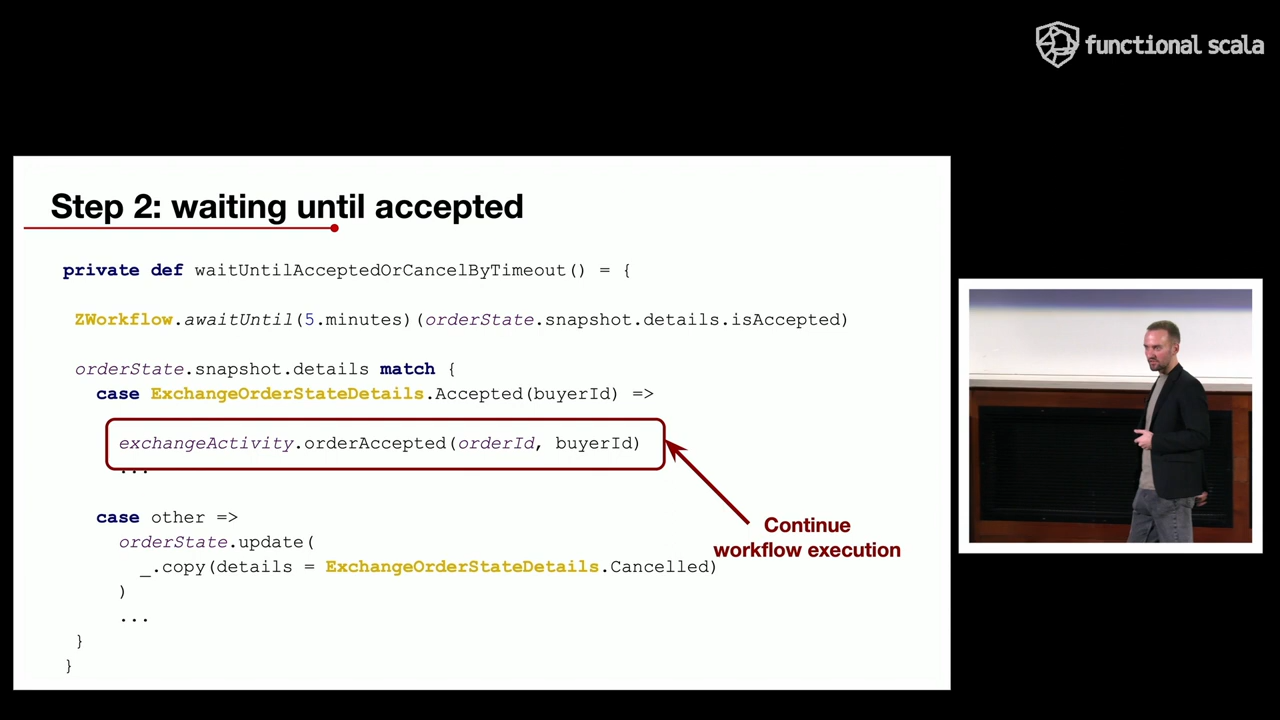 functional scala
Step 2: waiting until accepted
private def waitUntilAcceptedOrCancelByTimeout() = {
ZWorkflow.awaitUntil(5.minutes)(orderState.snapshot.details.isAccepted)
orderState.snapshot.details match {
case ExchangeOrderStateDetails.Accepted(buyerId) =>
exchangeActivity.orderAccepted(orderId, buyerId)
...
case other =>
orderState.update(
_.copy(details = ExchangeOrderStateDetails.Cancelled)
)
...
}
}
Continue
workflow execution